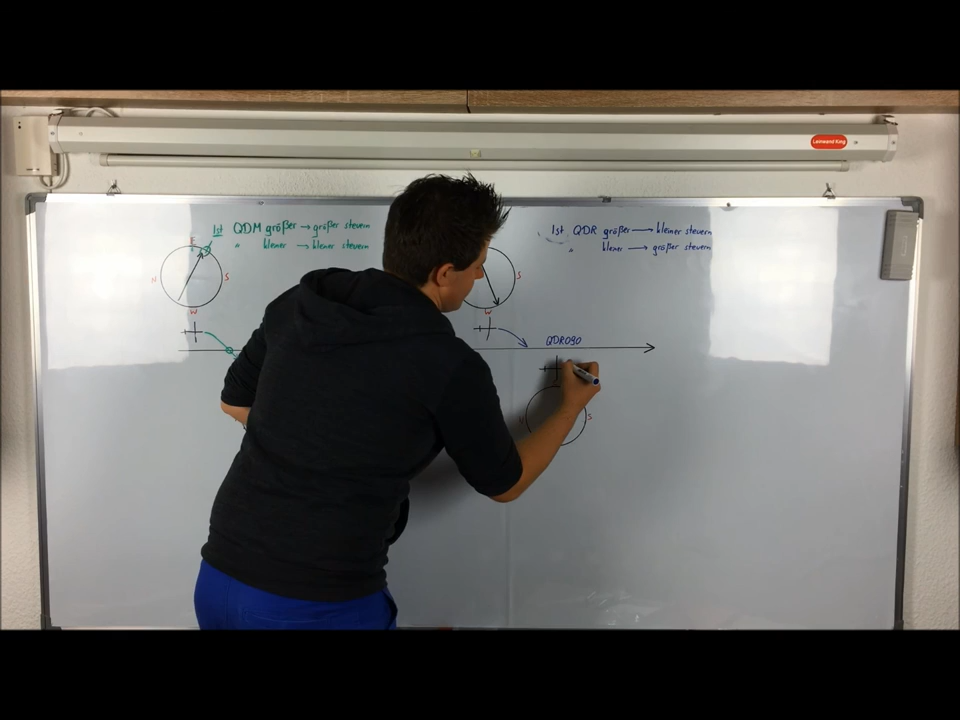 Ist QDM größer → größer steuern
" kleiner → kleiner steuern
Ist QDR größer → kleiner steuern
" kleiner → größer steuern
Leinwand King
E
N S
W
S
W
QDR090
S